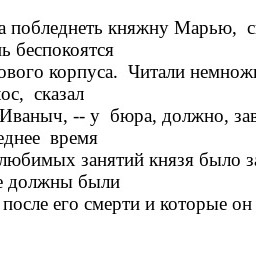 а побледнеть княжну Марью,
ь беспокоятся
ового корпуса. Читали немнож
ос, сказал
Иваныч, -- у бюра, должно, за
еднее время
любимых занятий князя было з
е должны были
после его смерти и которые он